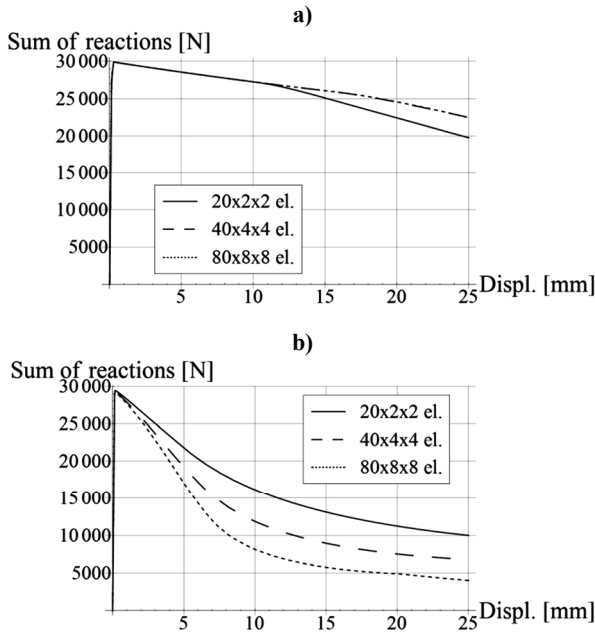 a)
Sum of reactions [N]
30 000
25 000
20 000
15 000
10 000
5000
20x2x2 el.
40x4x4 el.
80x8x8 el.
5 10 15 20 25
Displ. [mm]
b)
Sum of reactions [N]
30 000
25 000
20 000
15 000
10 000
5000
20x2x2 el.
40x4x4 el.
80x8x8 el.
5 10 15 20 25
Displ. [mm]